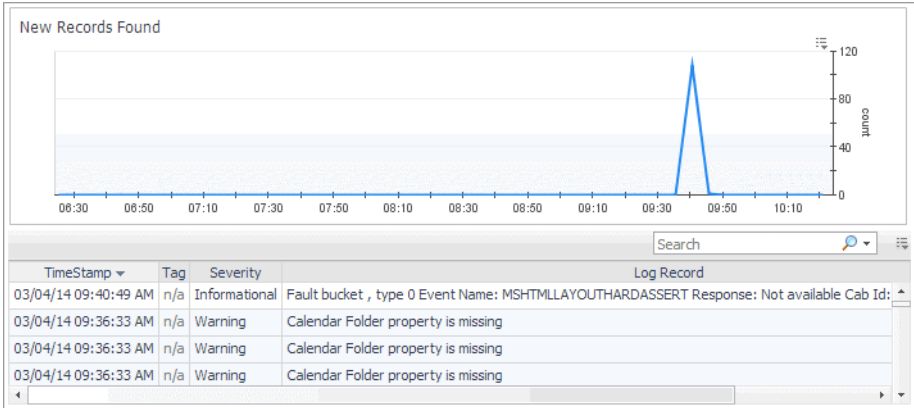 New Records Found
120
80
count
40
0
06:30 06:50 07:10 07:30 07:50 08:10 08:30 08:50 09:10 09:30 09:50 10:10
Search
TimeStamp Tag Severity Log Record
03/04/14 09:40:49 AM n/a Informational Fault bucket , type 0 Event Name: MSHTMLLAYOUTHARDASSERT Response: Not available Cab Id:
03/04/14 09:36:33 AM n/a Warning Calendar Folder property is missing
03/04/14 09:36:33 AM n/a Warning Calendar Folder property is missing
03/04/14 09:36:33 AM n/a Warning Calendar Folder property is missing